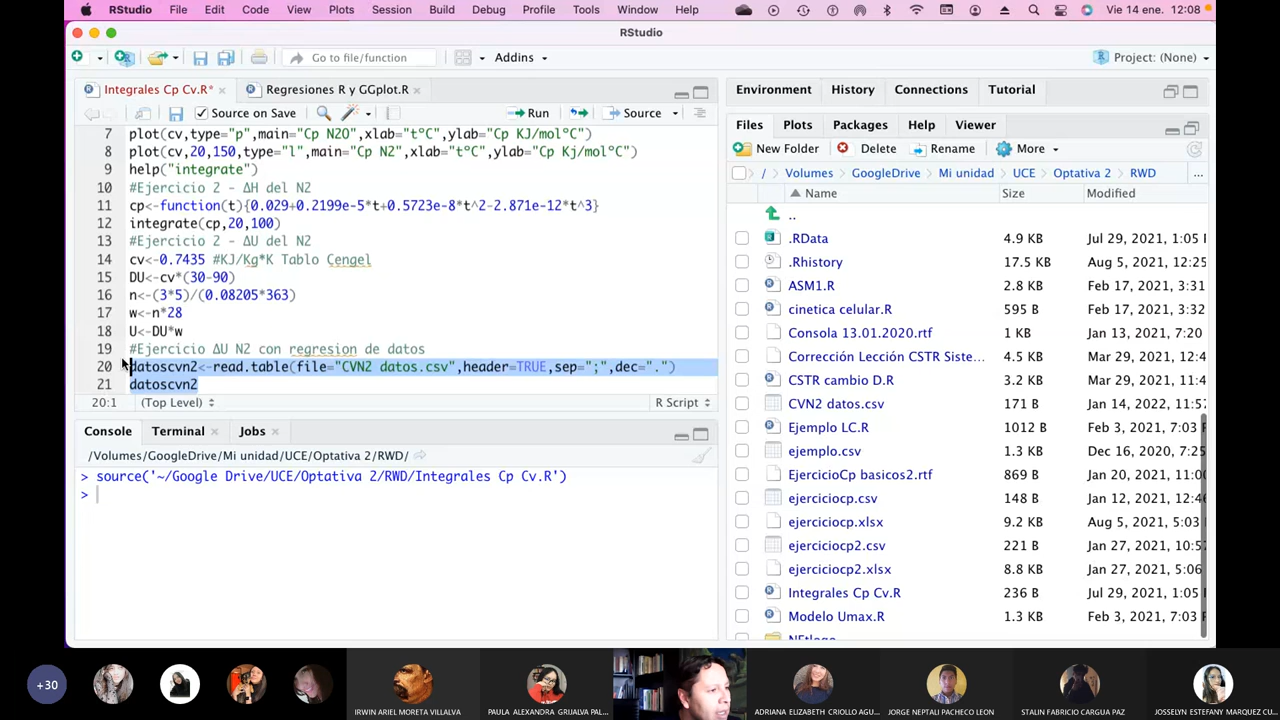 RStudio File Edit Code View Plots Session Build Debug Profile Tools Window Help Vie 14 ene. 12:08
RStudio
Go to file/function Addins Project: (None)
Integrales Cp Cv.R* Regresiones R y GGplot.R
Source on Save Run Source
7 plot(cv,type="p",main="Cp N2O",xlab="t°C",ylab="Cp KJ/mol°C")
8 plot(cv,20,150,type="l",main="Cp N2",xlab="t°C",ylab="Cp Kj/mol°C")
9 help("integrate")
10 #Ejercicio 2 - ΔH del N2
11 cp<-function(t){0.029+0.2199e-5*t+0.5723e-8*t^2-2.871e-12*t^3}
12 integrate(cp,20,100)
13 #Ejercicio 2 - ΔU del N2
14 cv<-0.7435 #KJ/Kg*K Tablo Cengel
15 DU<-cv*(30-90)
16 n<-(3*5)/(0.08205*363)
17 w<-n*28
18 U<-DU*w
19 #Ejercicio ΔU N2 con regresion de datos
20 datoscvn2<-read.table(file="CVN2 datos.csv",header=TRUE,sep=";",dec=".")
21 datoscvn2
20:1 (Top Level) R Script
Console Terminal Jobs
/Volumes/GoogleDrive/Mi unidad/UCE/Optativa 2/RWD/
> source('~/Google Drive/UCE/Optativa 2/RWD/Integrales Cp Cv.R')
>
Environment History Connections Tutorial
Files Plots Packages Help Viewer
New Folder Delete Rename More
/ Volumes GoogleDrive Mi unidad UCE Optativa 2 RWD ...
Name Size Modified
..
.RData 4.9 KB Jul 29, 2021, 1:05
.Rhistory 17.5 KB Aug 5, 2021, 12:25
ASM1.R 2.8 KB Feb 3, 2021, 3:31
cinetica celular.R 595 B Feb 3, 2021, 3:32
Consola 13.01.2020.rtf 1 KB Jan 13, 2021, 7:20
Corrección Lección CSTR Siste... 3.2 KB Feb 3, 2021, 3:56
CSTR cambio D.R 3.2 KB Feb 3, 2021, 3:42
CVN2 datos.csv 171 B Jan 14, 2022, 11:5
Ejemplo LC.R 1012 B Feb 3, 2021, 7:03
ejemplo.csv 1.3 KB Dec 16, 2020, 7:2
EjercicioCp basicos2.rtf 869 B Jan 20, 2021, 11:0
ejerciciocp.csv 148 B Jan 12, 2021, 12:4
ejerciciocp.xlsx 9.2 KB Aug 5, 2021, 5:03
ejerciciocp2.csv 221 B Jan 27, 2021, 10:5
ejerciciocp2.xlsx 8.8 KB Jan 27, 2021, 5:06
Integrales Cp Cv.R 236 B Jul 29, 2021, 1:05
Modelo Umax.R 1.3 KB Feb 3, 2021, 7:03
+30 IRWIN ARIEL MORETA VILLALVA PAULA ALEXANDRA GRIJALVA PAL... ADRIANA ELIZABETH CRIOLLO AGU... JORGE NEPTALI PACHECO LEON STALIN FABRICIO CARGUA PAZ JOSSELYN ESTEFANY MARQUEZ CU...